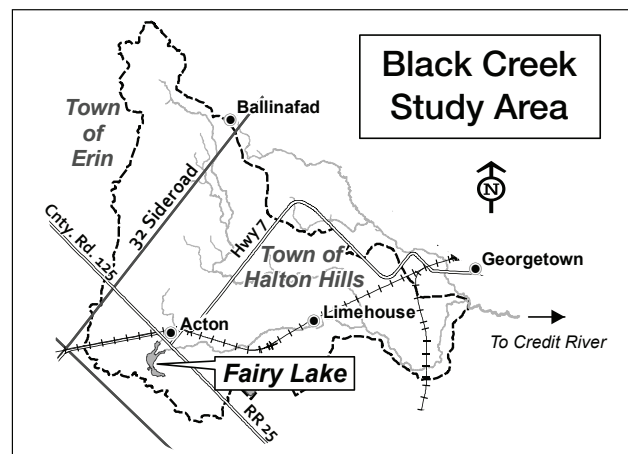 Black Creek
Study Area
Town
of
Erin
Ballinafad
32 Sideroad
Cnty. Rd. 125
Hwy 7
N
Town of
Halton Hills
Georgetown
Limehouse
Acton
To Credit River
Fairy Lake
RR 25